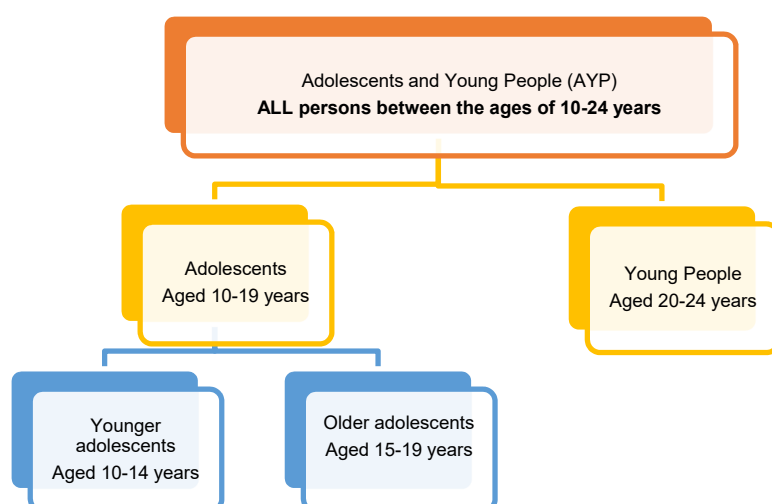 Adolescents and Young People (AYP)
ALL persons between the ages of 10-24 years
Adolescents
Aged 10-19 years
Young People
Aged 20-24 years
Younger
adolescents
Aged 10-14 years
Older adolescents
Aged 15-19 years